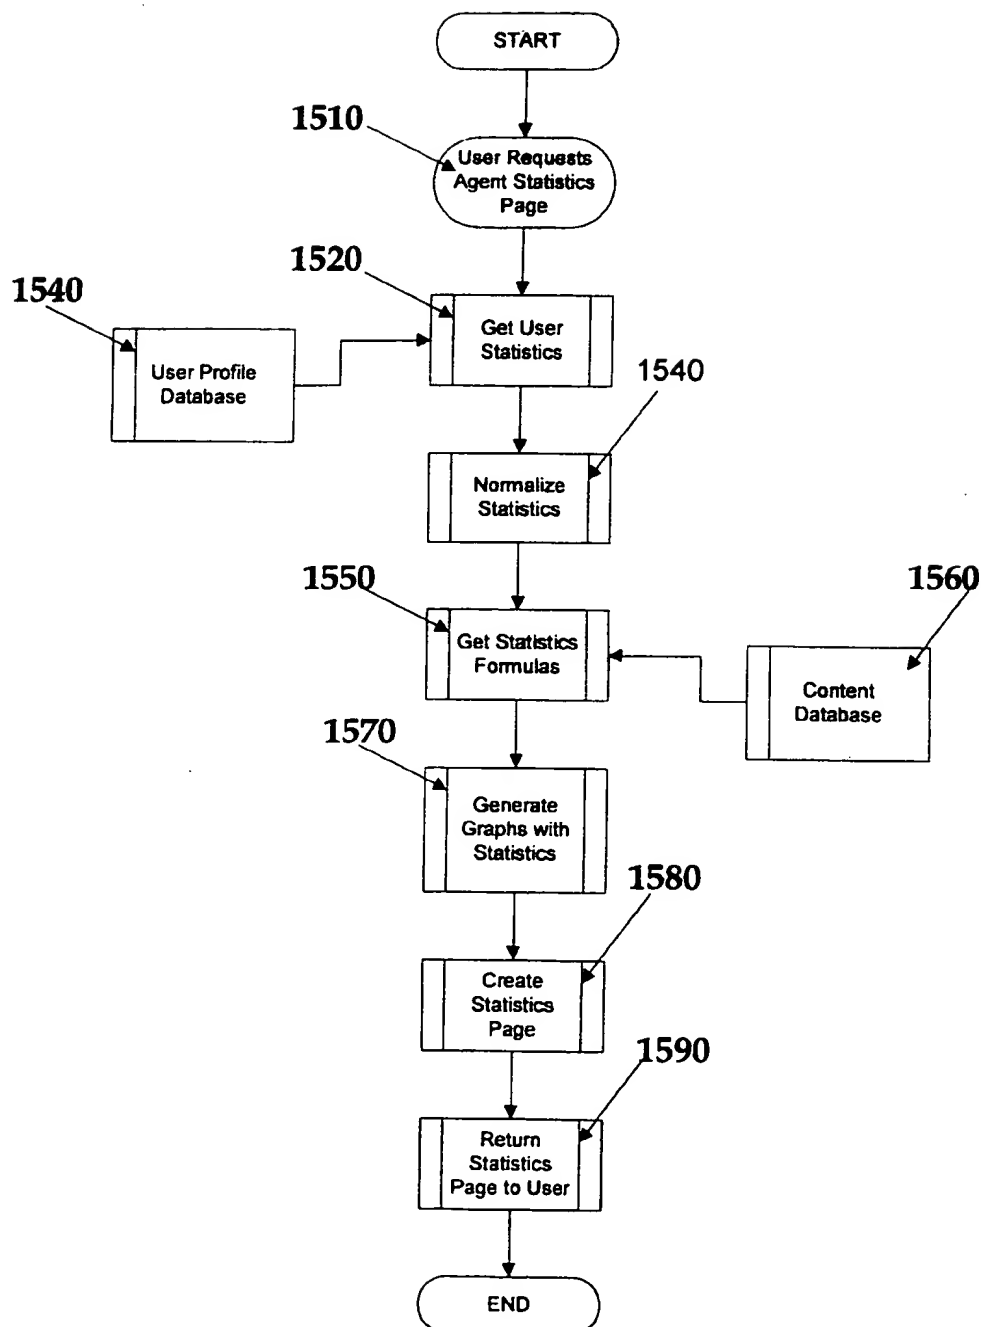 START
1510
User Requests
Agent Statistics
Page
1520
1540
Get User
Statistics
User Profile
Database
1540
Normalize
Statistics
1550
1560
Get Statistics
Formulas
Content
Database
1570
Generate
Graphs with
Statistics
1580
Create
Statistics
Page
1590
Return
Statistics
Page to User
END